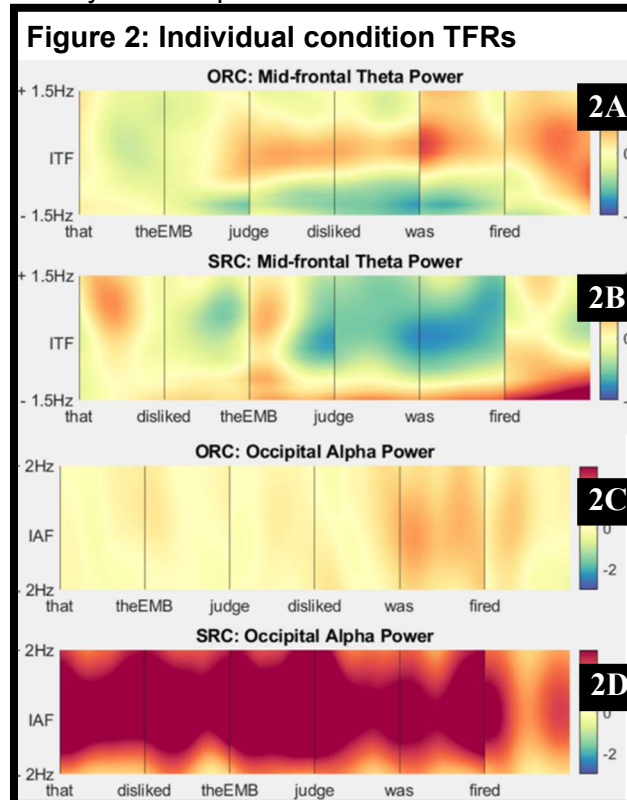 Figure 2: Individual condition TFRs
ORC: Mid-frontal Theta Power
+ 1.5Hz
2A
ITF
0
- 1.5Hz
that theEMB judge disliked was fired
SRC: Mid-frontal Theta Power
+ 1.5Hz
2B
ITF
0
- 1.5Hz
that disliked theEMB judge was fired
ORC: Occipital Alpha Power
2Hz
2C
IAF
0
-2
2Hz
that theEMB judge disliked was fired
SRC: Occipital Alpha Power
2Hz
2D
IAF
0
-2
2Hz
that disliked theEMB judge was fired